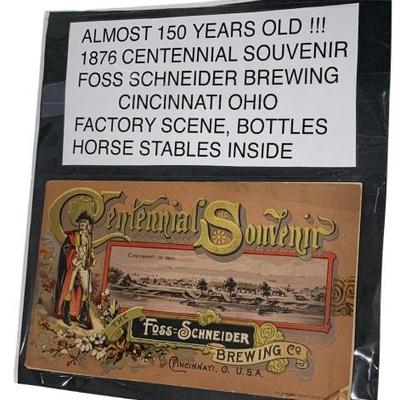 ALMOST 150 YEARS OLD !!!
1876 CENTENNIAL SOUVENIR
FOSS SCHNEIDER BREWING
CINCINNATI OHIO
FACTORY SCENE, BOTTLES
HORSE STABLES INSIDE
Centennial Souvenir
CINCINNATI, IN 1800.
THE
FOSS-SCHNEIDER
BREWING CO
CINCINNATI, O. U.S.A.